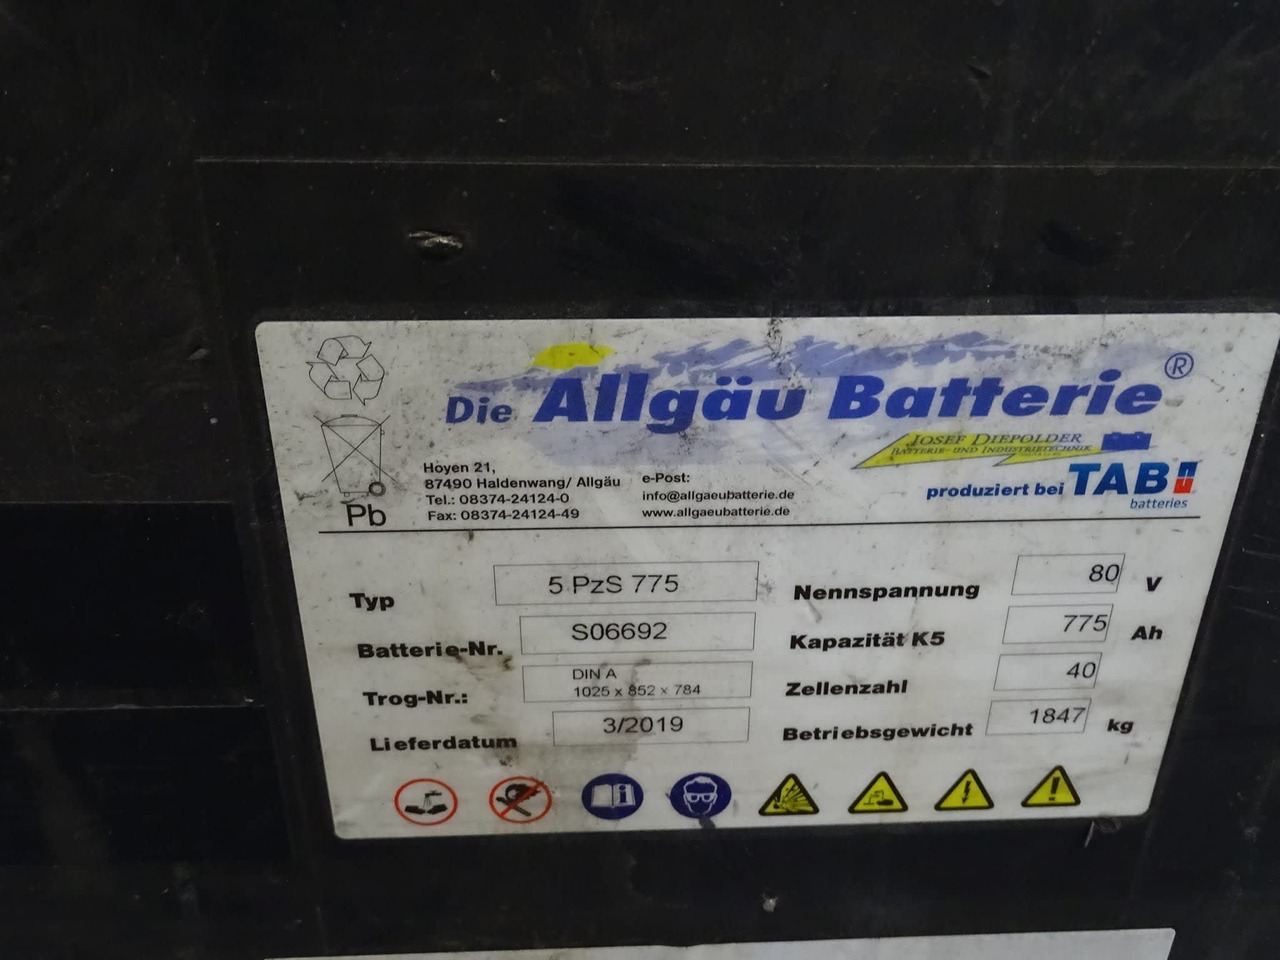 Die Allgäu Batterie®
JOSEF DIEPOLDER
BATTERIE- UND INDUSTRIETECHNIK
produziert bei TAB
batteries
Hoyen 21,
87490 Haldenwang/ Allgäu
Tel.: 08374-24124-0
Fax: 08374-24124-49
e-Post:
info@allgaeubatterie.de
www.allgaeubatterie.de
Pb
Typ 5 PzS 775
Batterie-Nr. S06692
Trog-Nr.: DIN A
1025 x 852 x 784
Lieferdatum 3/2019
Nennspannung 80 V
Kapazität K5 775 Ah
Zellenzahl 40
Betriebsgewicht 1847 kg